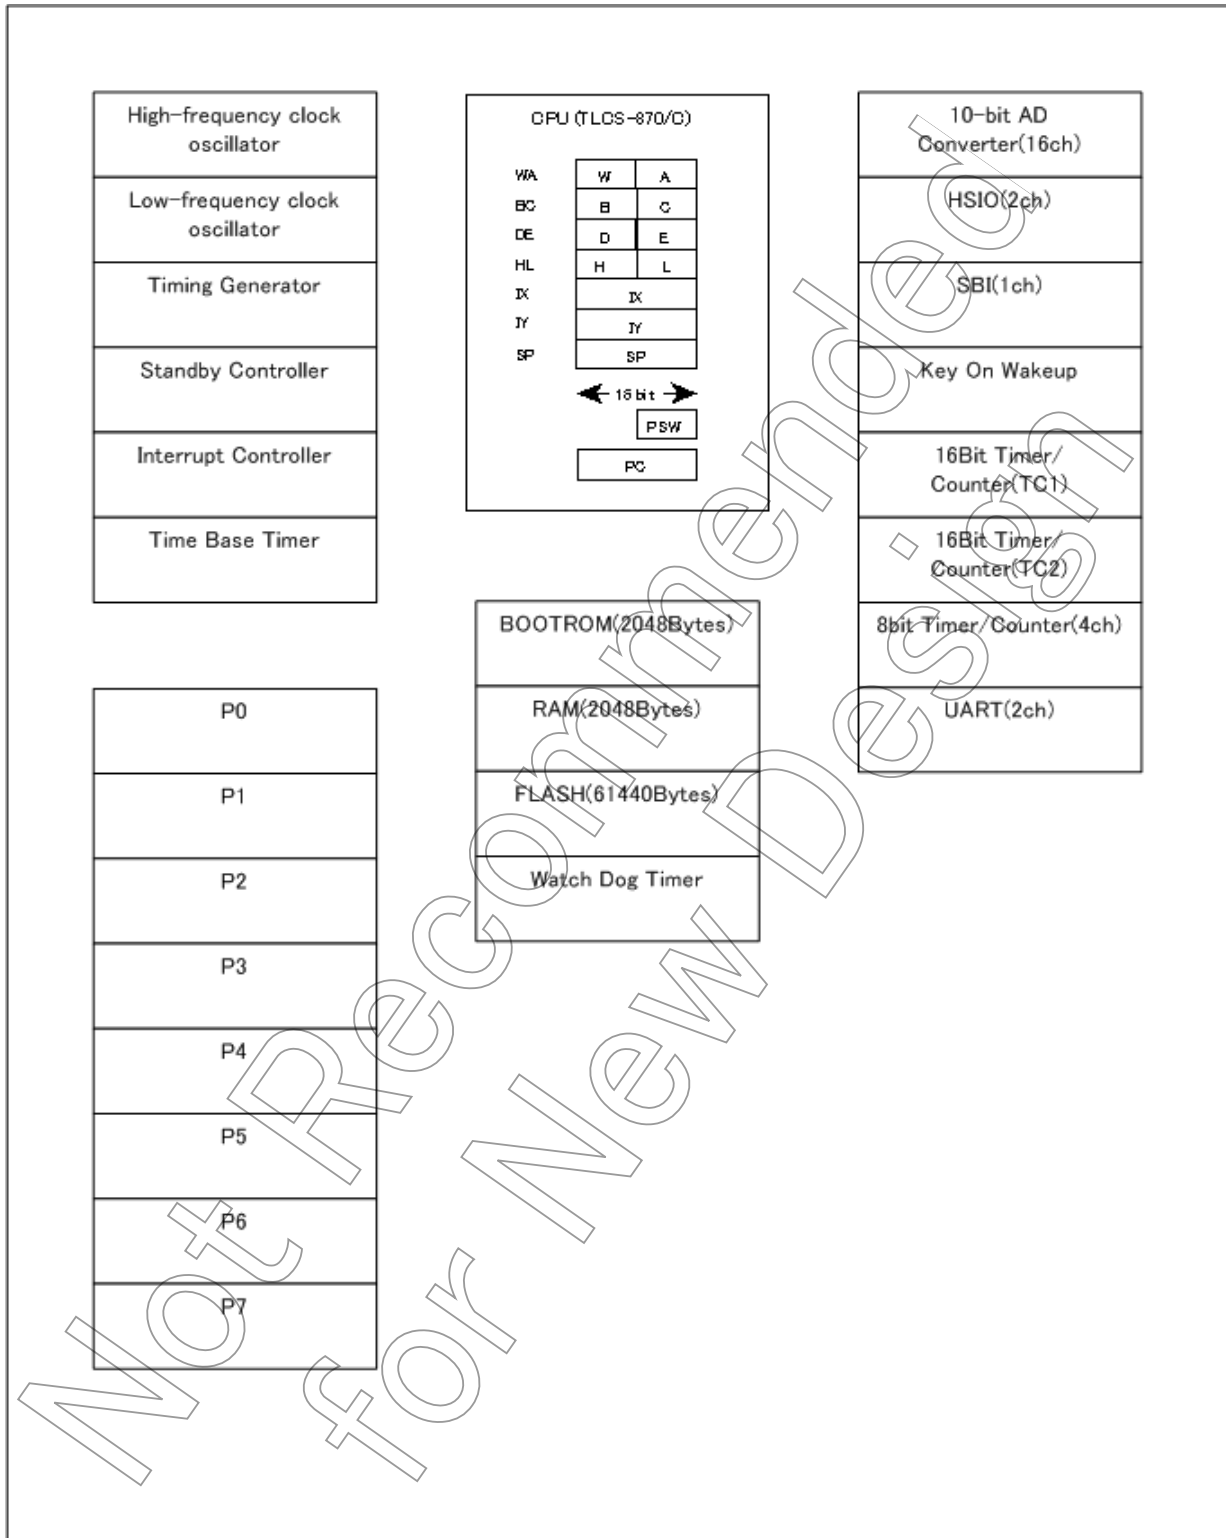 High-frequency clock
oscillator
Low-frequency clock
oscillator
Timing Generator
Standby Controller
Interrupt Controller
Time Base Timer
CPU (TLCS-870/C)
WA W A
BC B C
DE D E
HL H L
IX IX
IY IY
SP SP
16bit
PSW
PC
10-bit AD
Converter(16ch)
HSIO(2ch)
SBI(1ch)
Key On Wakeup
16Bit Timer/
Counter(TC1)
16Bit Timer/
Counter(TC2)
8bit Timer/Counter(4ch)
UART(2ch)
BOOTROM(2048Bytes)
RAM(2048Bytes)
FLASH(61440Bytes)
Watch Dog Timer
P0
P1
P2
P3
P4
P5
P6
P7
Not Recommended
for New Design